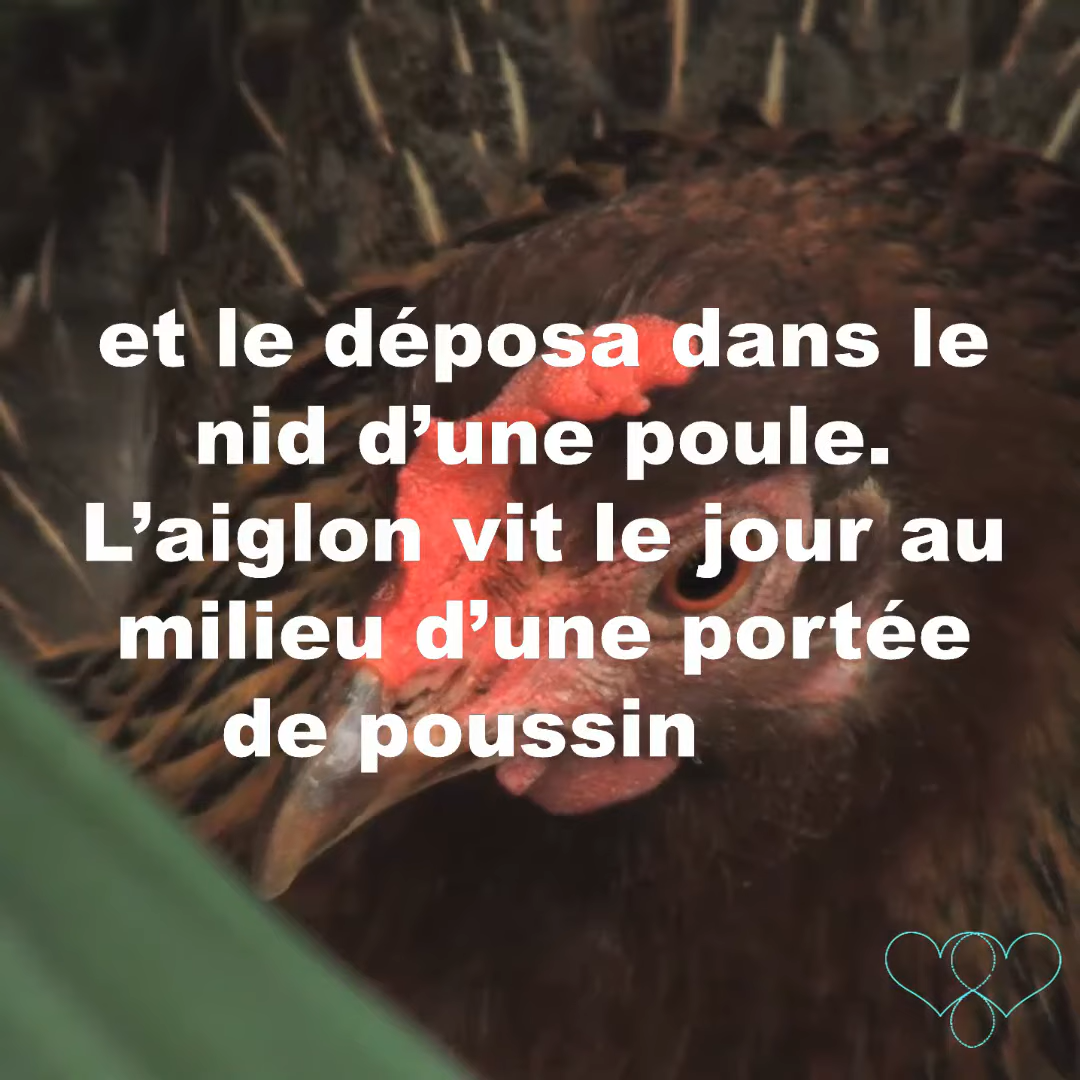 et le déposa dans le
nid d’une poule.
L’aiglon vit le jour au
milieu d’une portée
de poussin